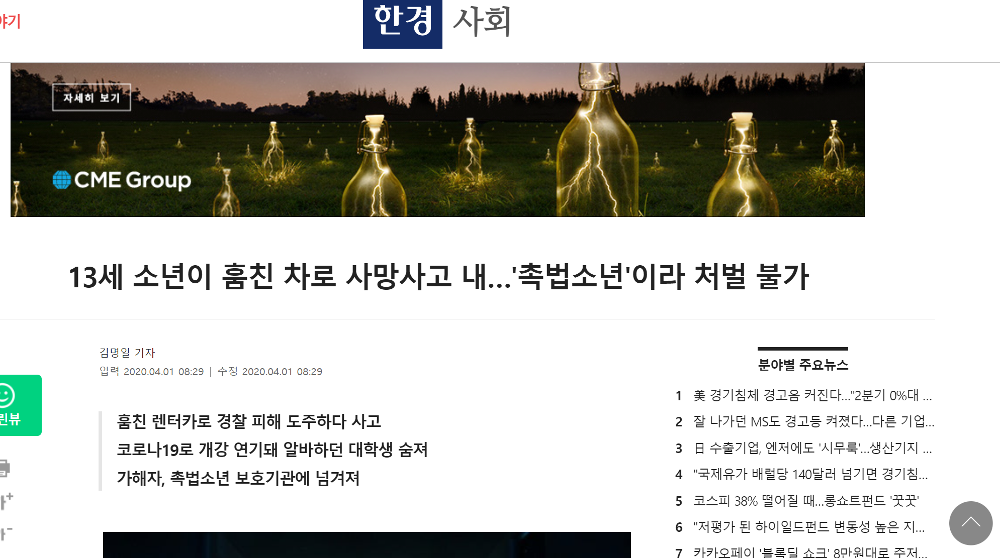 야기
한경 사회
자세히 보기
CME Group
13세 소년이 훔친 차로 사망사고 내...'촉법소년'이라 처벌 불가
김명일 기자
입력 2020.04.01 08:29 | 수정 2020.04.01 08:29
훔친 렌터카로 경찰 피해 도주하다 사고
코로나19로 개강 연기돼 알바하던 대학생 숨져
가해자, 촉법소년 보호기관에 넘겨져
린뷰
가+
가-
분야별 주요뉴스
1 美 경기침체 경고음 커진다..."2분기 0%대 ...
2 잘 나가던 MS도 경고등 켜졌다...다른 기업...
3 日 수출기업, 엔저에도 '시무룩'...생산기지 ...
4 "국제유가 배럴당 140달러 넘기면 경기침...
5 코스피 38% 떨어질 때...롱쇼트펀드 '꿋꿋'
6 "저평가 된 하이일드펀드 변동성 높은 지...
7 카카오페이 '블록딜 쇼크' 8만원대로 주저...